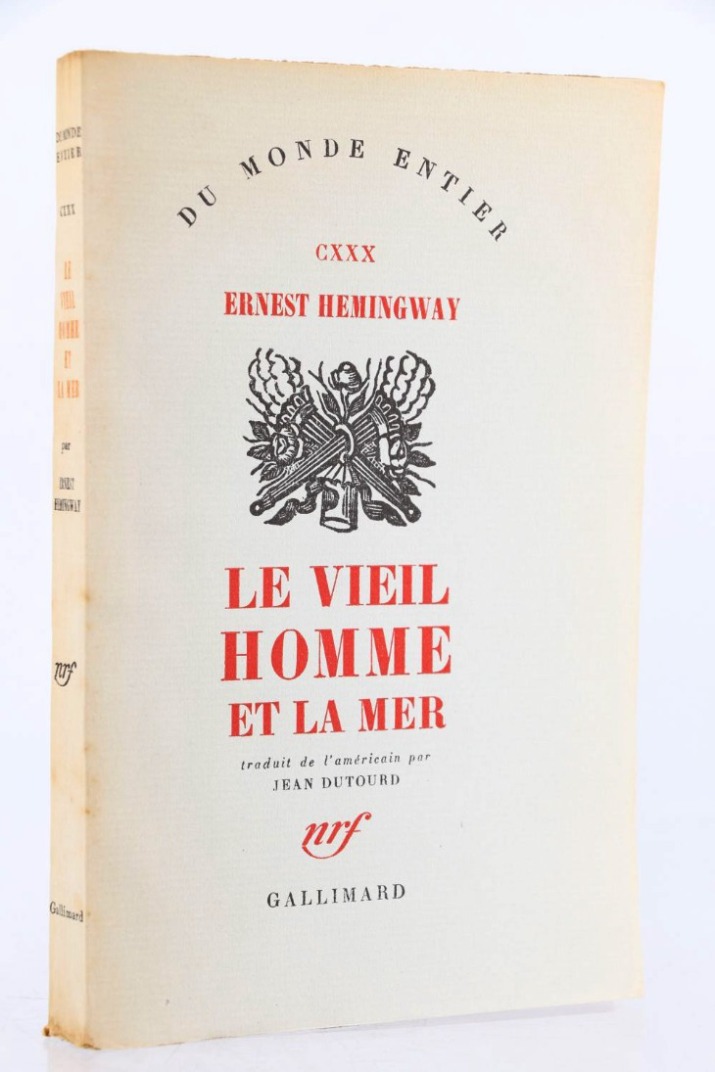 DU MONDE ENTIER
CXXX
ERNEST HEMINGWAY
LE VIEIL
HOMME
ET LA MER
traduit de l'américain par
JEAN DUTOURD
nrf
GALLIMARD
DU MONDE
ENTIER
CXXX
LE
VIEIL
HOMME
ET
LA MER
par
ERNEST
HEMINGWAY
nrf
Gallimard